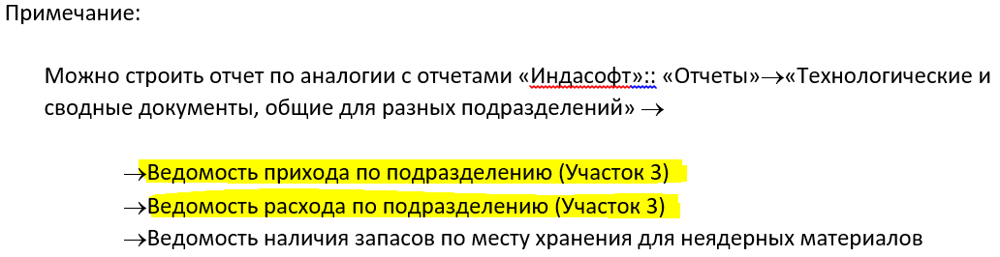 Примечание:
Можно строить отчет по аналогии с отчетами «Индасофт»:: «Отчеты»→«Технологические и
сводные документы, общие для разных подразделений» →
→Ведомость прихода по подразделению (Участок 3)
→Ведомость расхода по подразделению (Участок 3)
→Ведомость наличия запасов по месту хранения для неядерных материалов